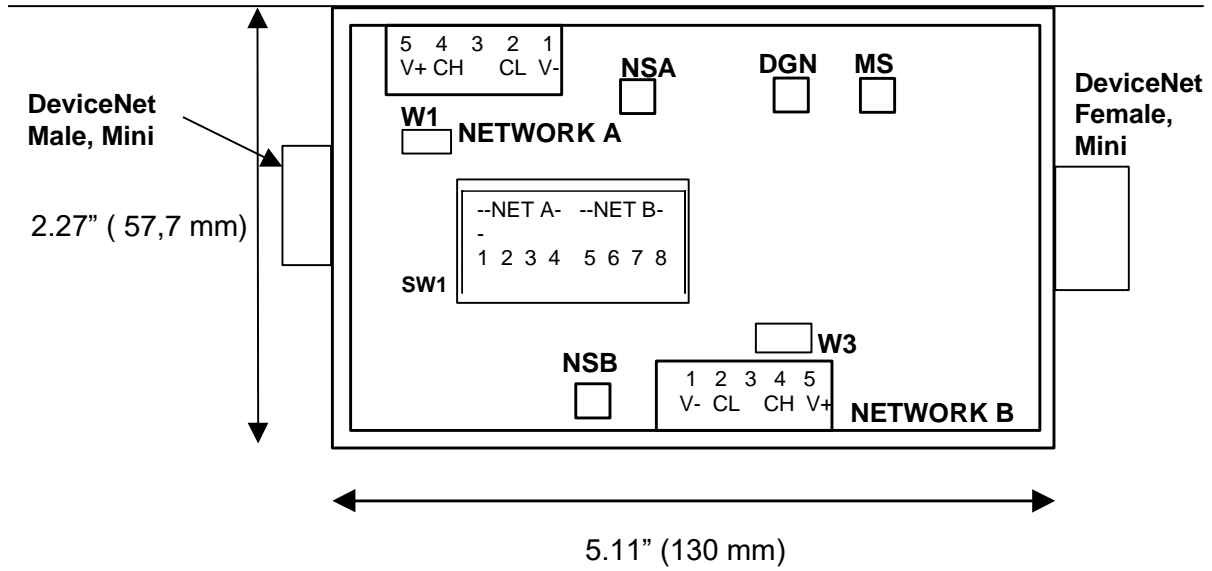 5 4 3 2 1
V+ CH CL V-
NSA
DGN
MS
DeviceNet
Male, Mini
DeviceNet
Female,
Mini
W1
NETWORK A
2.27” ( 57,7 mm)
--NET A- --NET B-
-
1 2 3 4 5 6 7 8
SW1
W3
NSB
1 2 3 4 5
V- CL CH V+
NETWORK B
5.11” (130 mm)